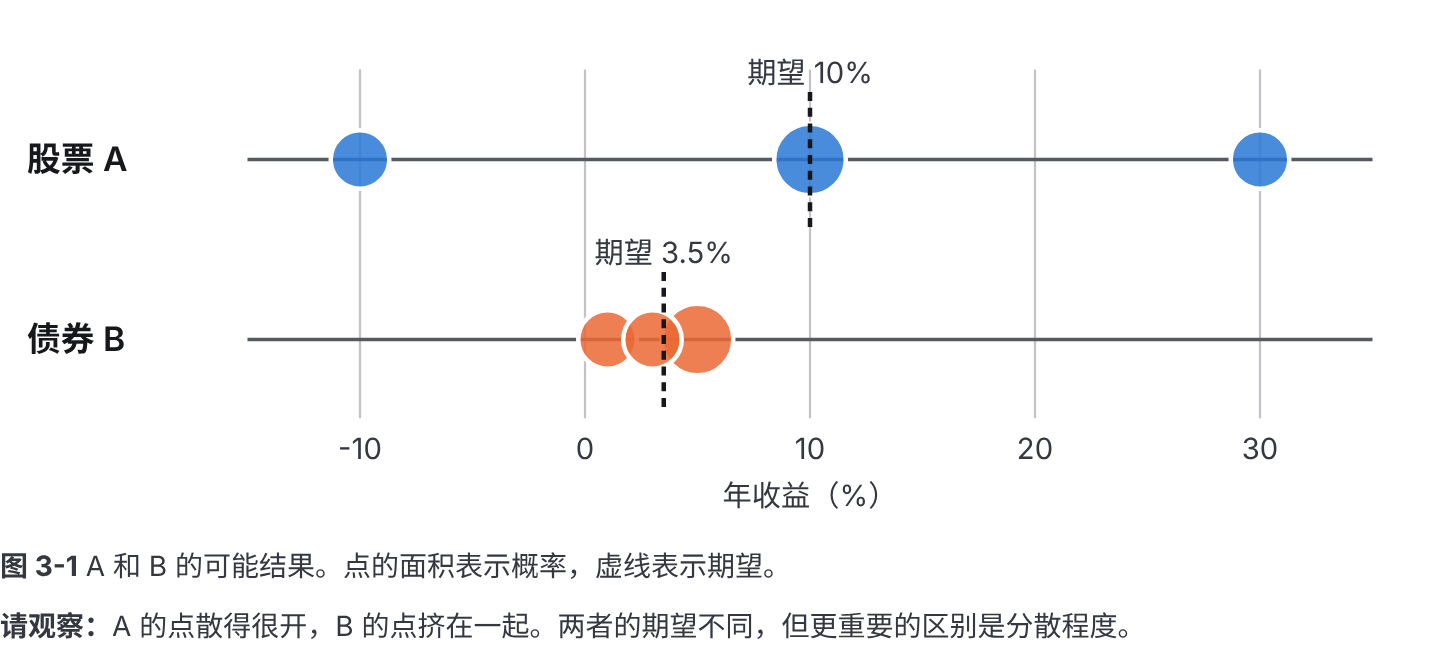 期望 10%
股票 A
期望 3.5%
债券 B
-10 0 10 20 30
年收益（%）
图 3-1 A 和 B 的可能结果。点的面积表示概率，虚线表示期望。
请观察：A 的点散得很开，B 的点挤在一起。两者的期望不同，但更重要的区别是分散程度。